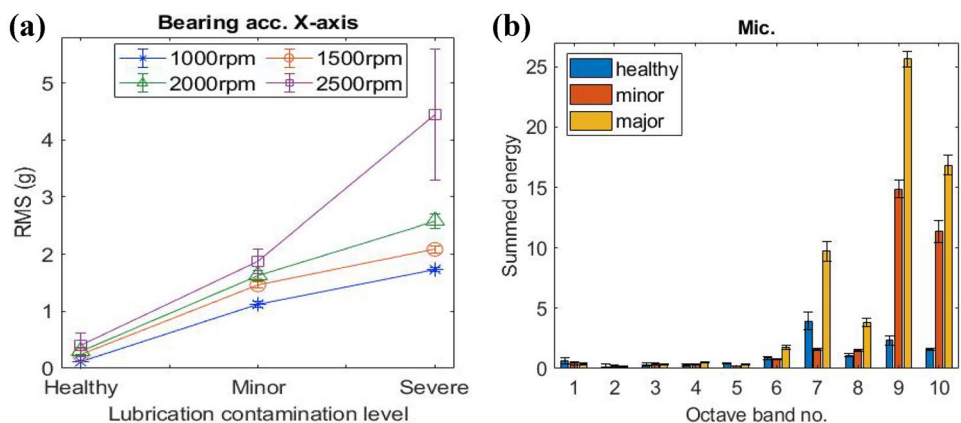 (a)
Bearing acc. X-axis
1000rpm 1500rpm
2000rpm 2500rpm
5
4
3
2
1
0
RMS (g)
Healthy Minor Severe
Lubrication contamination level
(b)
Mic.
healthy
minor
major
25
20
15
10
5
0
Summed energy
1 2 3 4 5 6 7 8 9 10
Octave band no.